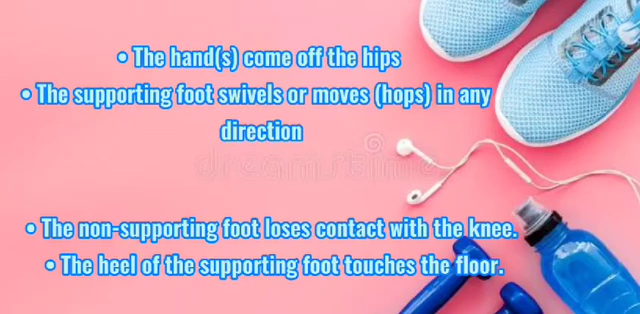 • The hand(s) come off the hips
• The supporting foot swivels or moves (hops) in any
direction
dreamstime
• The non-supporting foot loses contact with the knee.
• The heel of the supporting foot touches the floor.